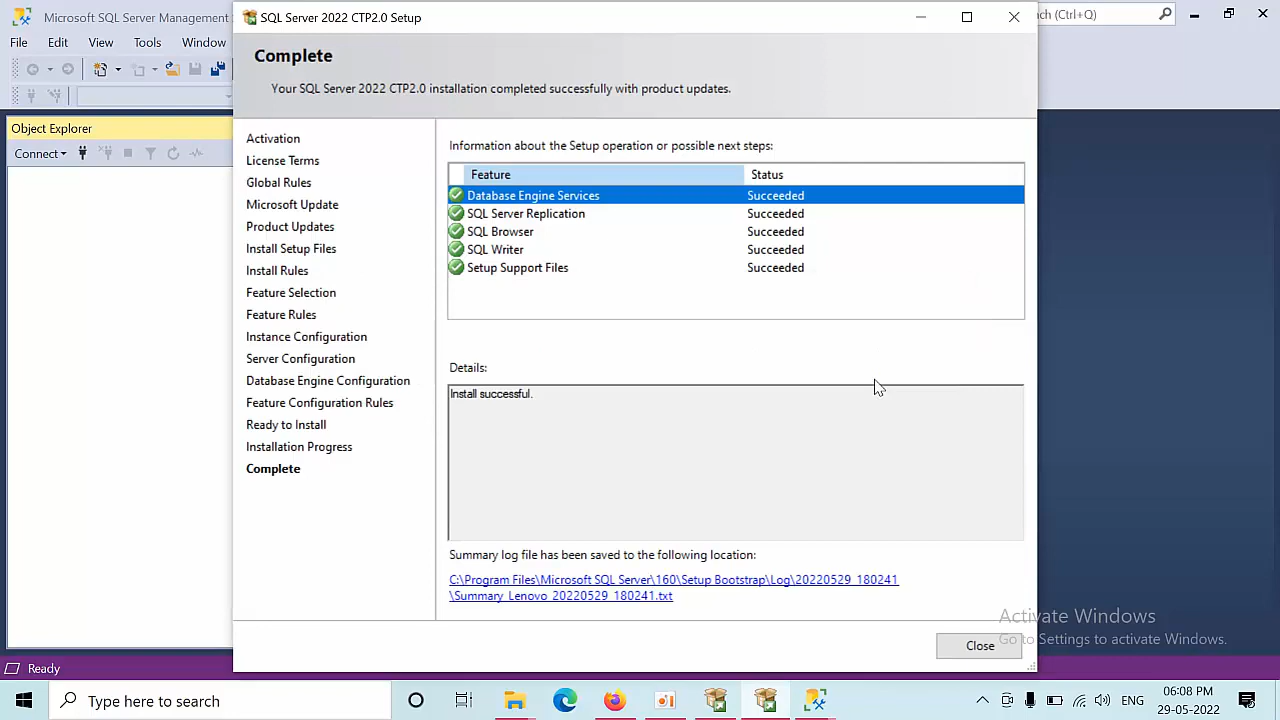 Microsoft SQL Server Management
SQL Server 2022 CTP2.0 Setup
ch (Ctrl+Q)
File Edit View Tools Window
Complete
Your SQL Server 2022 CTP2.0 installation completed successfully with product updates.
Object Explorer
Connect
Activation
License Terms
Global Rules
Microsoft Update
Product Updates
Install Setup Files
Install Rules
Feature Selection
Feature Rules
Instance Configuration
Server Configuration
Database Engine Configuration
Feature Configuration Rules
Ready to Install
Installation Progress
Complete
Information about the Setup operation or possible next steps:
Feature Status
Database Engine Services Succeeded
SQL Server Replication Succeeded
SQL Browser Succeeded
SQL Writer Succeeded
Setup Support Files Succeeded
Details:
Install successful.
Summary log file has been saved to the following location:
C:\Program Files\Microsoft SQL Server\160\Setup Bootstrap\Log\20220529_180241
\Summary_Lenovo_20220529_180241.txt
Close
Activate Windows
Go to Settings to activate Windows.
Ready
Type here to search
ENG
06:08 PM
29-05-2022